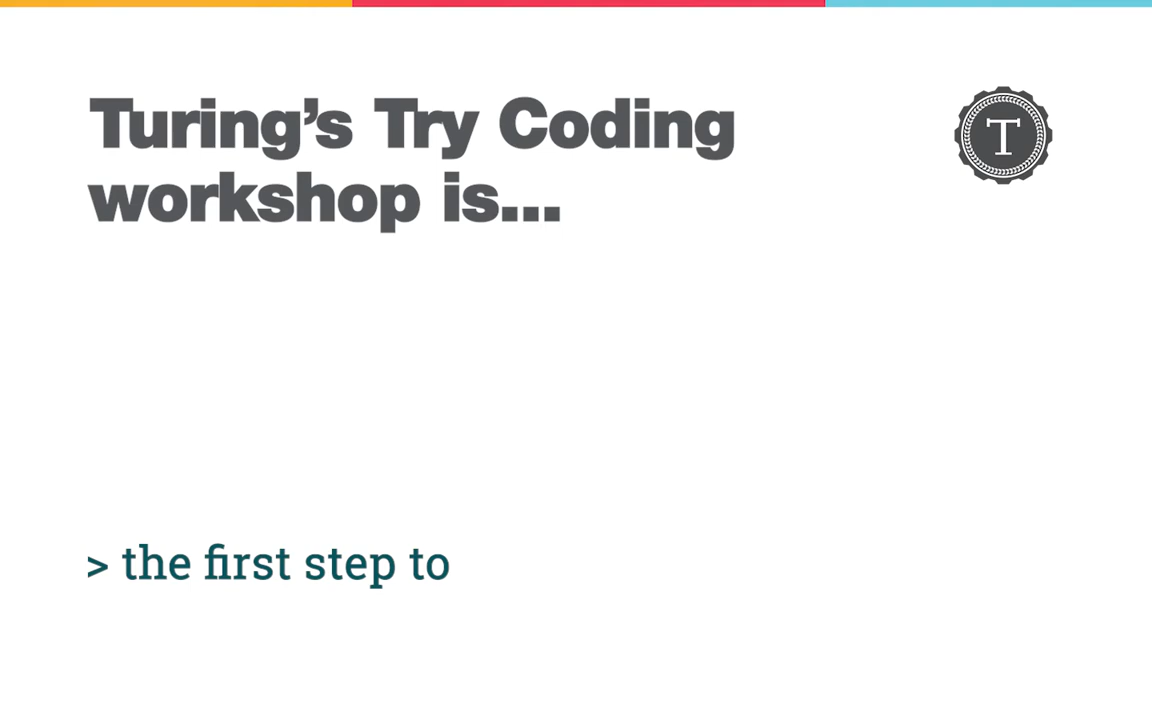 Turing’s Try Coding
workshop is...
T
> the first step to